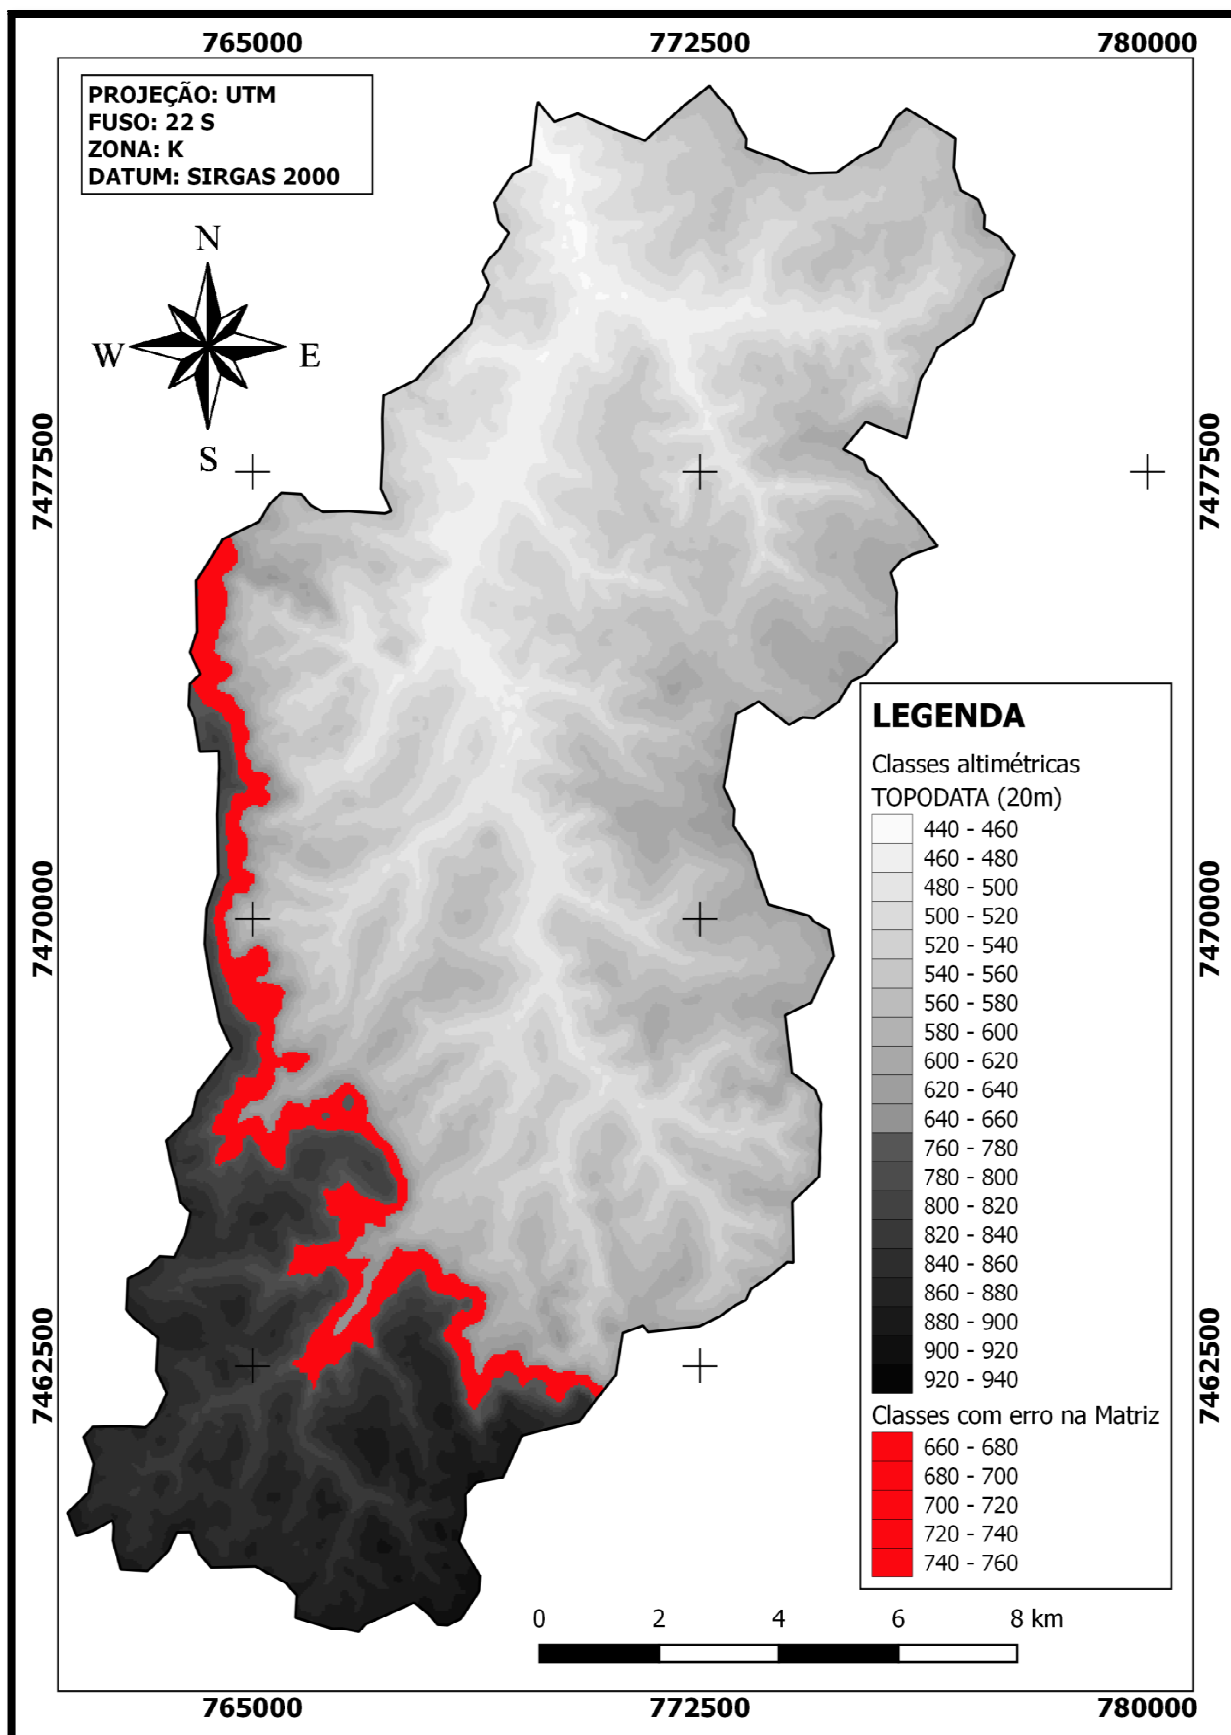 765000
772500
780000
PROJEÇÃO: UTM
FUSO: 22 S
ZONA: K
DATUM: SIRGAS 2000
N
W
E
S
7477500
7477500
7470000
7470000
7462500
7462500
LEGENDA
Classes altimétricas
TOPODATA (20m)
440 - 460
460 - 480
480 - 500
500 - 520
520 - 540
540 - 560
560 - 580
580 - 600
600 - 620
620 - 640
640 - 660
760 - 780
780 - 800
800 - 820
820 - 840
840 - 860
860 - 880
880 - 900
900 - 920
920 - 940
Classes com erro na Matriz
660 - 680
680 - 700
700 - 720
720 - 740
740 - 760
0 2 4 6 8 km
765000
772500
780000